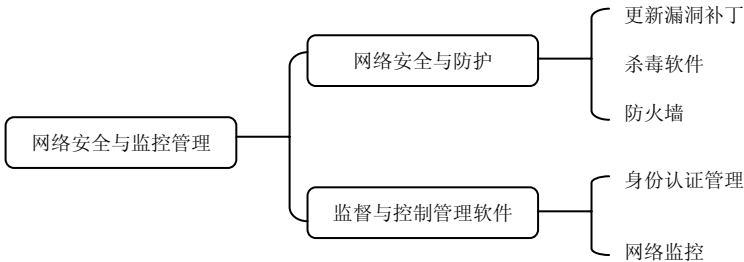 网络安全与监控管理
网络安全与防护
更新漏洞补丁
杀毒软件
防火墙
监督与控制管理软件
身份认证管理
网络监控